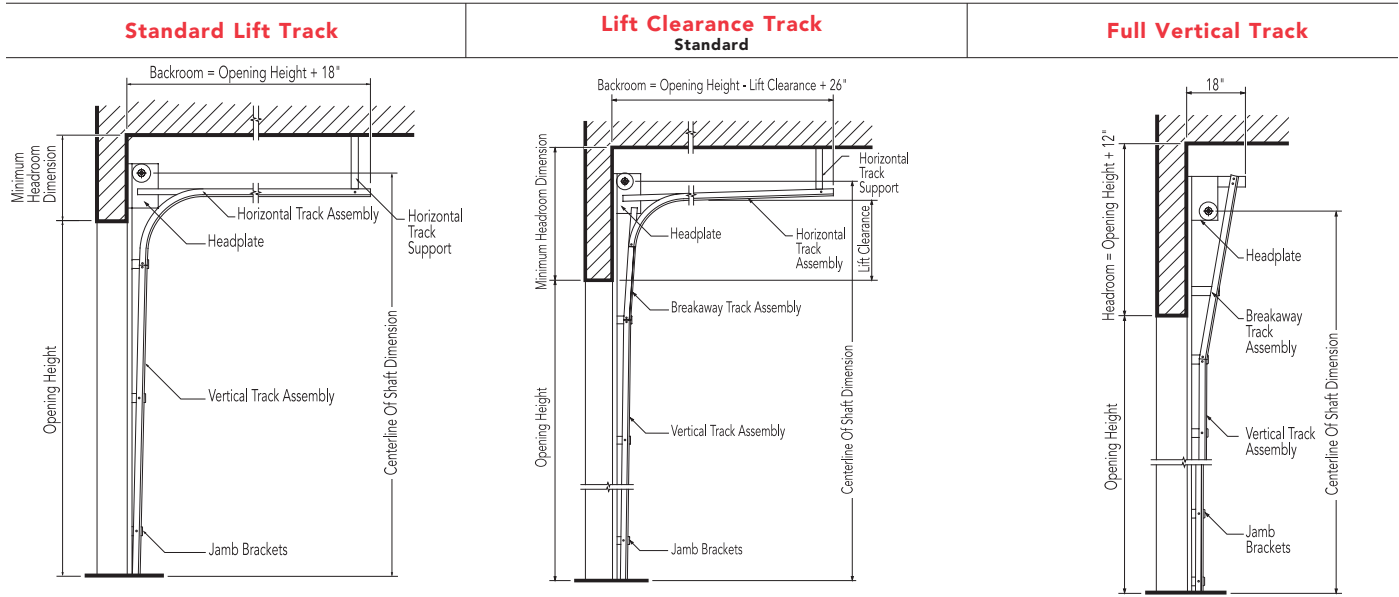 Standard Lift Track
Backroom = Opening Height + 18"
Minimum
Headroom
Dimension
Horizontal Track Assembly
Horizontal
Track
Support
Headplate
Opening Height
Vertical Track Assembly
Centerline Of Shaft Dimension
Jamb Brackets
Lift Clearance Track
Standard
Backroom = Opening Height - Lift Clearance + 26"
Minimum Headroom Dimension
Horizontal
Track
Support
Headplate
Horizontal
Track
Assembly
Lift Clearance
Breakaway Track Assembly
Opening Height
Vertical Track Assembly
Centerline Of Shaft Dimension
Jamb Brackets
Full Vertical Track
18"
Headroom = Opening Height + 12"
Headplate
Breakaway
Track
Assembly
Opening Height
Vertical Track
Assembly
Centerline Of Shaft Dimension
Jamb
Brackets